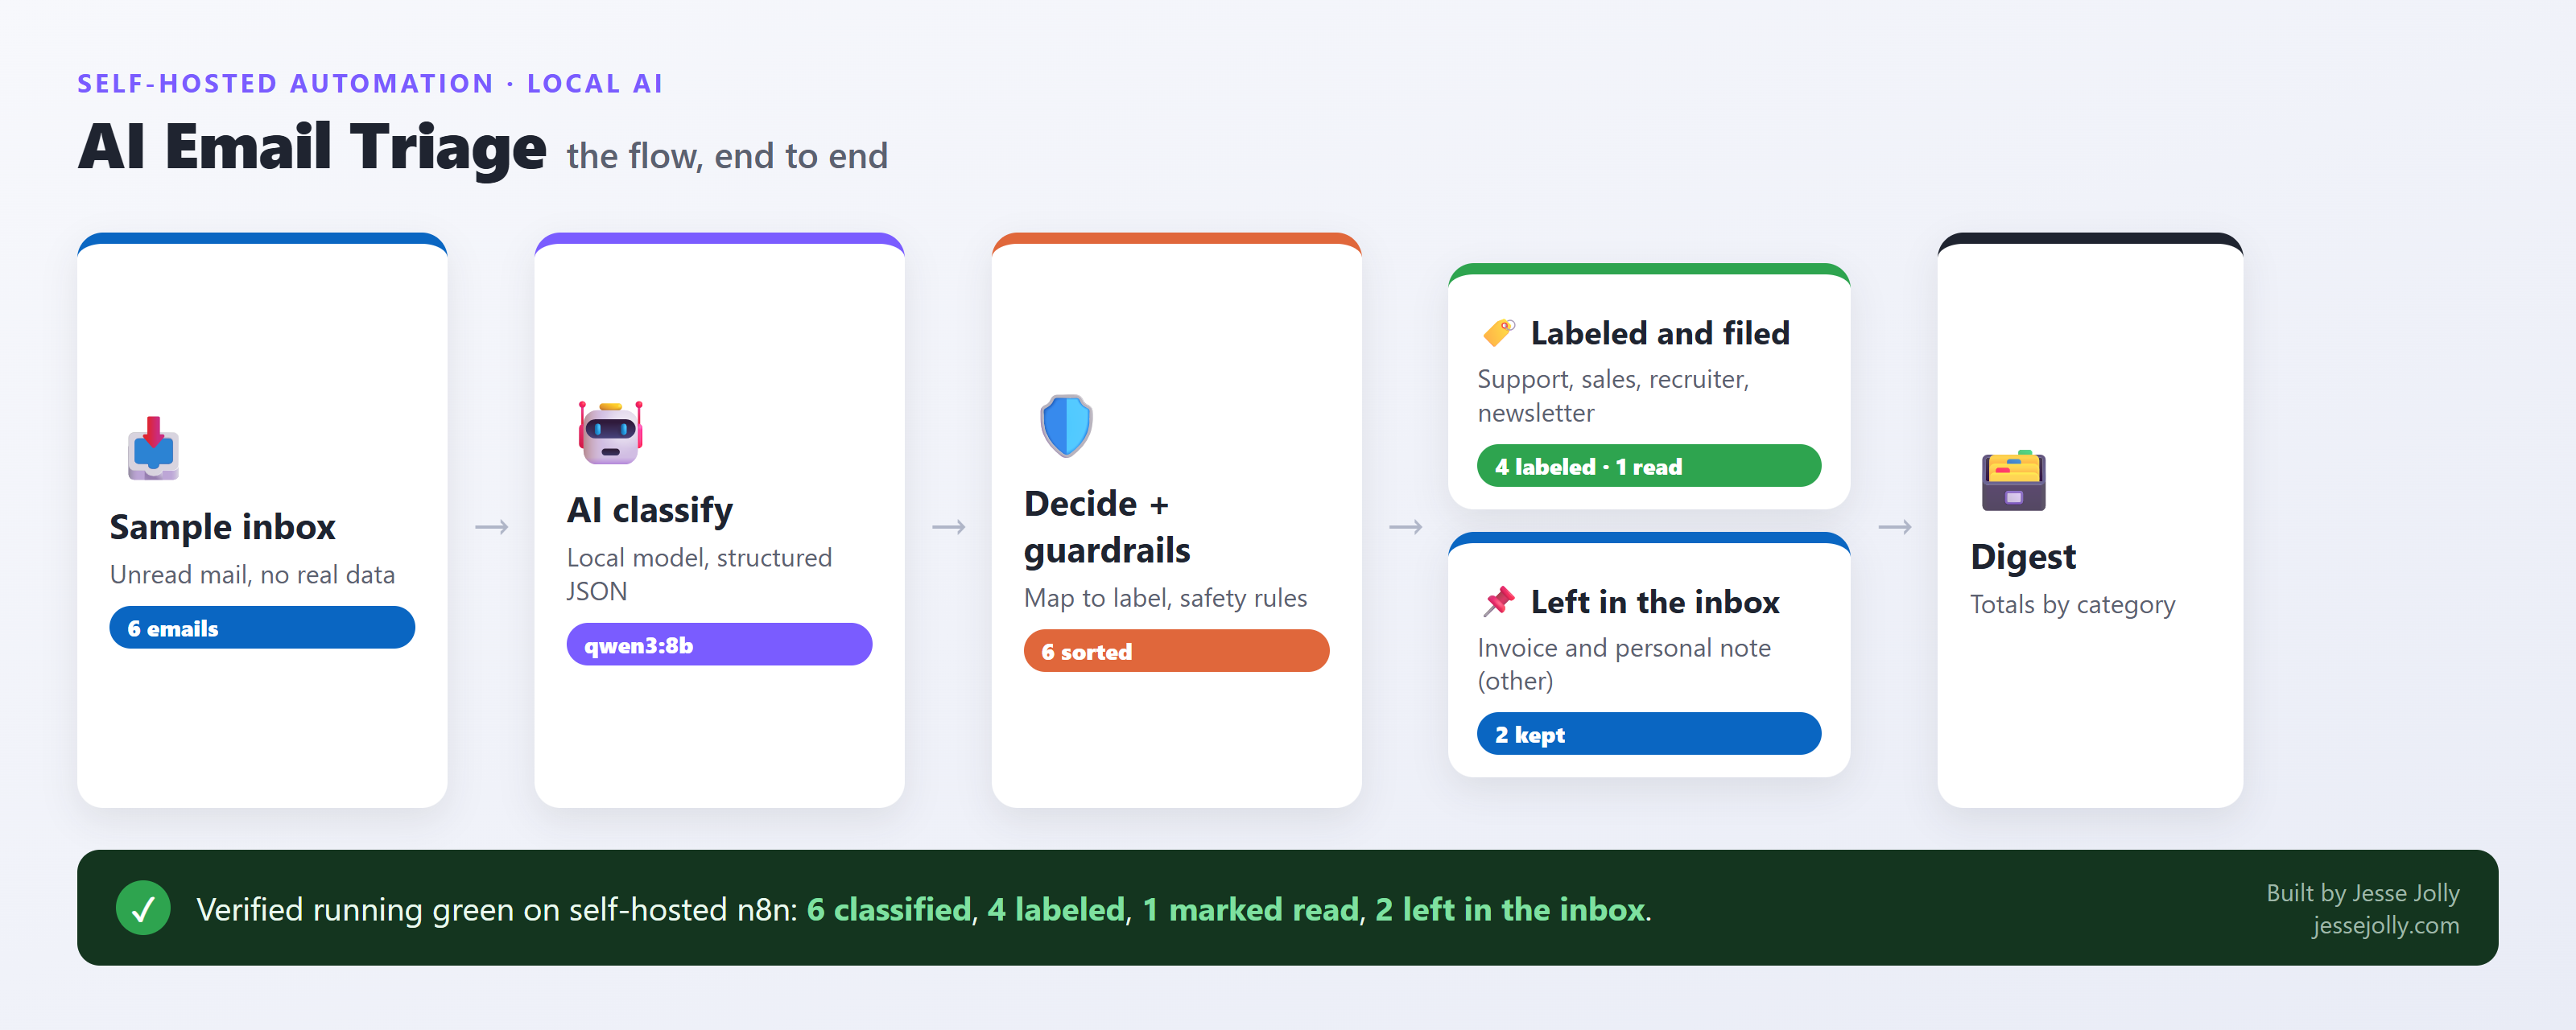 SELF-HOSTED AUTOMATION · LOCAL AI
AI Email Triage the flow, end to end
Sample inbox
Unread mail, no real data
6 emails
→
AI classify
Local model, structured
JSON
qwen3:8b
→
Decide +
guardrails
Map to label, safety rules
6 sorted
→
Labeled and filed
Support, sales, recruiter,
newsletter
4 labeled · 1 read
Left in the inbox
Invoice and personal note
(other)
2 kept
→
Digest
Totals by category
✓
Verified running green on self-hosted n8n: 6 classified, 4 labeled, 1 marked read, 2 left in the inbox.
Built by Jesse Jolly
jessejolly.com